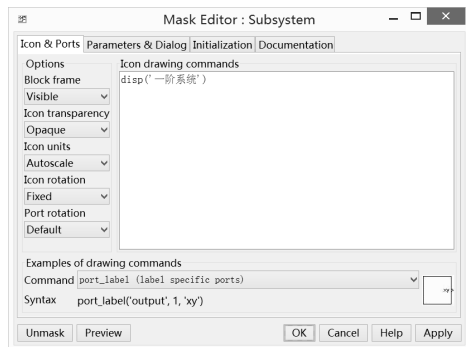 Mask Editor : Subsystem
Icon & Ports Parameters & Dialog Initialization Documentation
Options
Block frame
Visible
Icon transparency
Opaque
Icon units
Autoscale
Icon rotation
Fixed
Port rotation
Default
Icon drawing commands
disp('一阶系统')
Examples of drawing commands
Command port_label (label specific ports)
xy
Syntax port_label('output', 1, 'xy')
Unmask Preview OK Cancel Help Apply